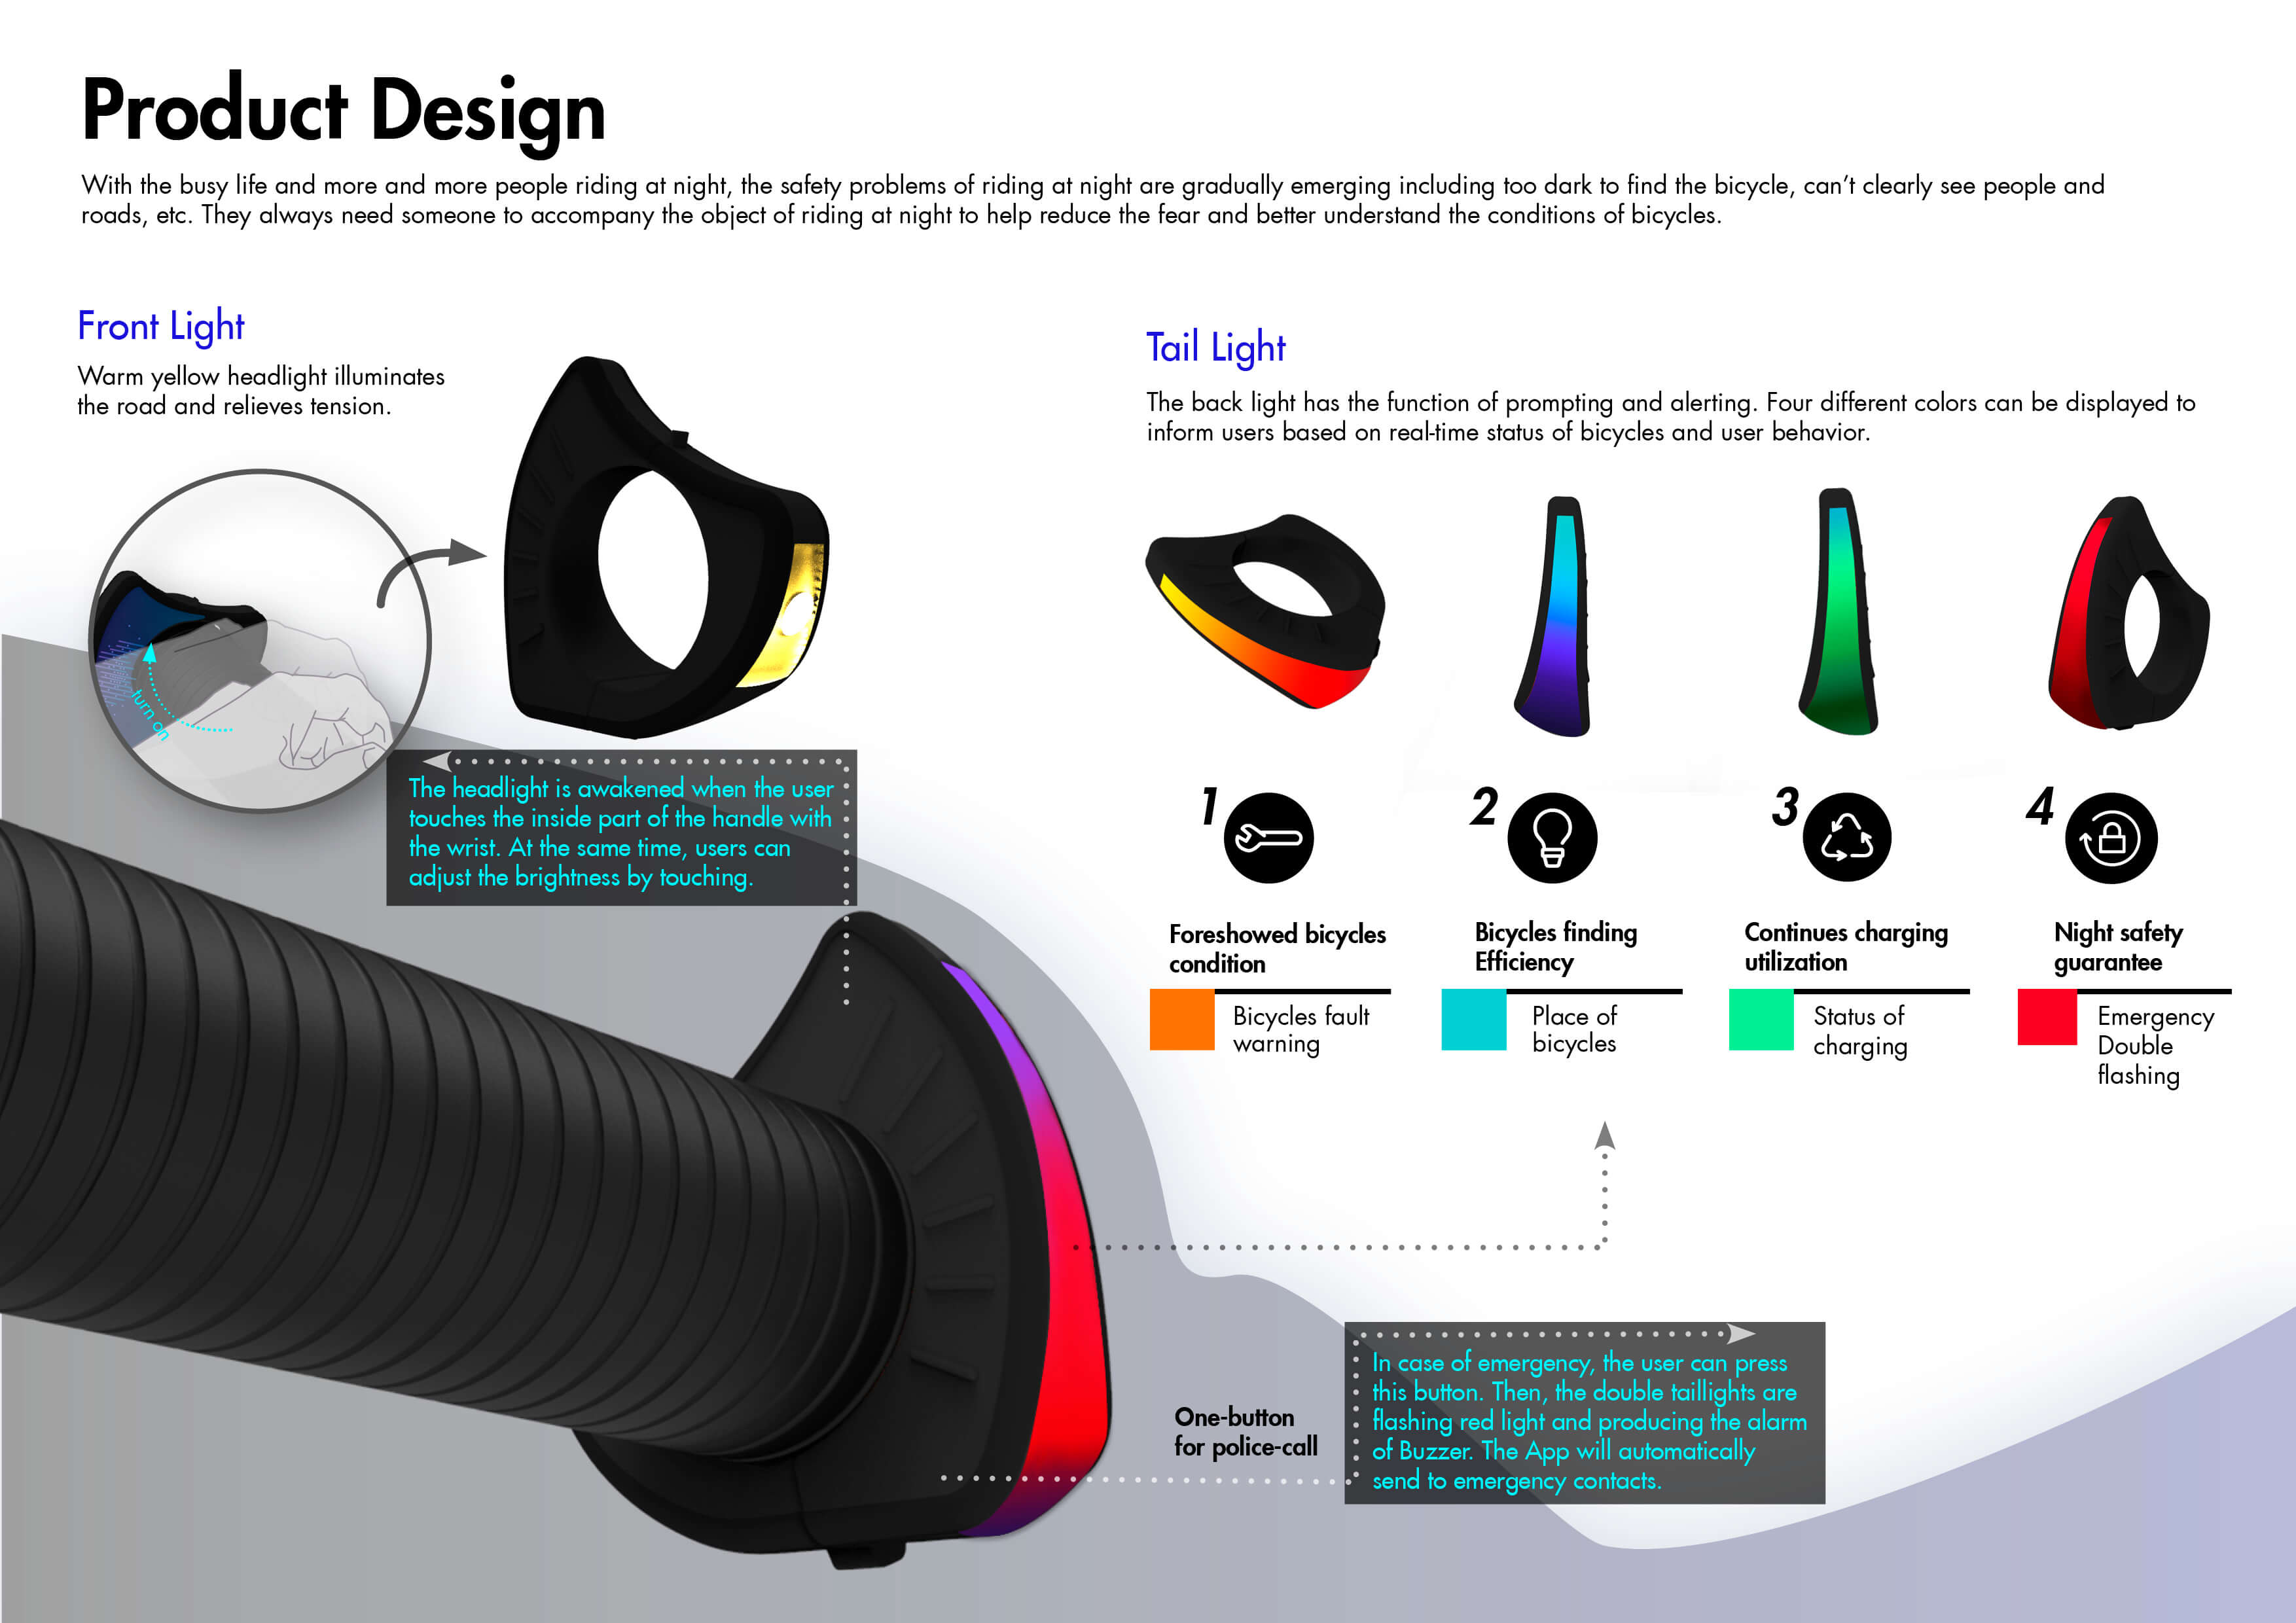 Product Design
With the busy life and more and more people riding at night, the safety problems of riding at night are gradually emerging including too dark to find the bicycle, can't clearly see people and
roads, etc. They always need someone to accompany the object of riding at night to help reduce the fear and better understand the conditions of bicycles.
Front Light
Warm yellow headlight illuminates
the road and relieves tension.
turn on
The headlight is awakened when the user
touches the inside part of the handle with
the wrist. At the same time, users can
adjust the brightness by touching.
Tail Light
The back light has the function of prompting and alerting. Four different colors can be displayed to
inform users based on real-time status of bicycles and user behavior.
1
Foreshowed bicycles
condition
Bicycles fault
warning
2
Bicycles finding
Efficiency
Place of
bicycles
3
Continues charging
utilization
Status of
charging
4
Night safety
guarantee
Emergency
Double
flashing
One-button
for police-call
In case of emergency, the user can press
this button. Then, the double taillights are
flashing red light and producing the alarm
of Buzzer. The App will automatically
send to emergency contacts.